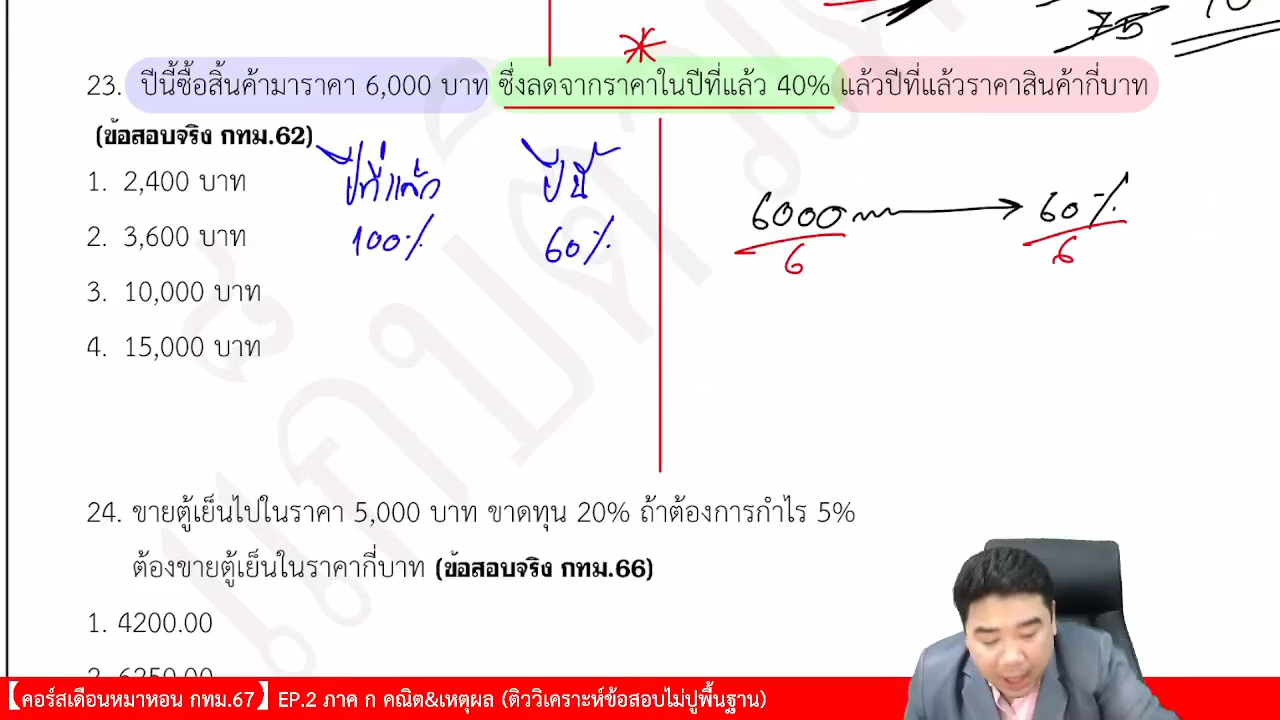 75
23. ปีนี้ซื้อสิ้นค้ามาราคา 6,000 บาท ซึ่งลดจากราคาในปีที่แล้ว 40% แล้วปีที่แล้วราคาสินค้ากี่บาท
(ข้อสอบจริง กทม.62)
ปีที่แล้ว ปีนี้
1. 2,400 บาท
6000 60%
2. 3,600 บาท
100% 60%
6 6
3. 10,000 บาท
4. 15,000 บาท
เก็บตัว
24. ขายตู้เย็นไปในราคา 5,000 บาท ขาดทุน 20% ถ้าต้องการกำไร 5%
ต้องขายตู้เย็นในราคากี่บาท (ข้อสอบจริง กทม.66)
1. 4200.00
2. 6250.00
【คอร์สเดือนหมาหอน กทม.67】 EP.2 ภาค ก คณิต&เหตุผล (ติววิเคราะห์ข้อสอบไม่ปูพื้นฐาน)